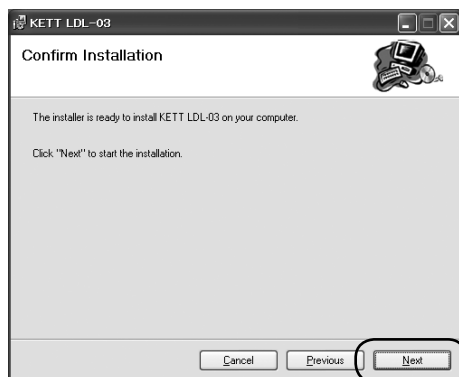 KETT LDL-03
Confirm Installation
The installer is ready to install KETT LDL-03 on your computer.
Click "Next" to start the installation.
Cancel
Previous
Next